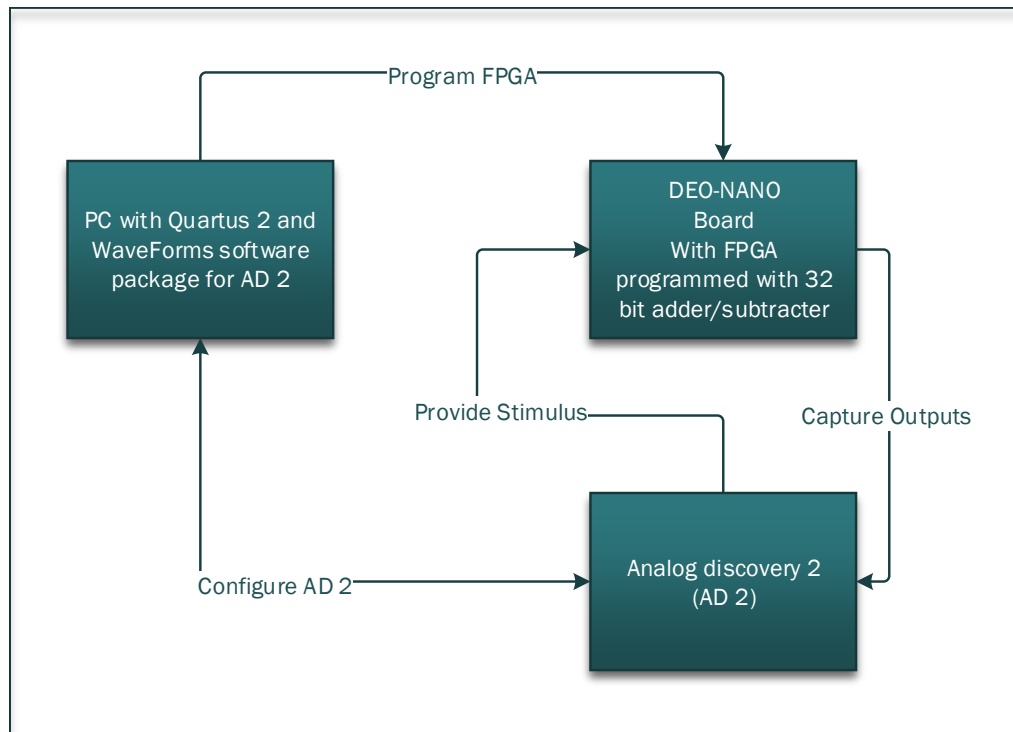 Program FPGA
PC with Quartus 2 and
WaveForms software
package for AD 2
DEO-NANO
Board
With FPGA
programmed with 32
bit adder/subtracter
Provide Stimulus
Capture Outputs
Configure AD 2
Analog discovery 2
(AD 2)